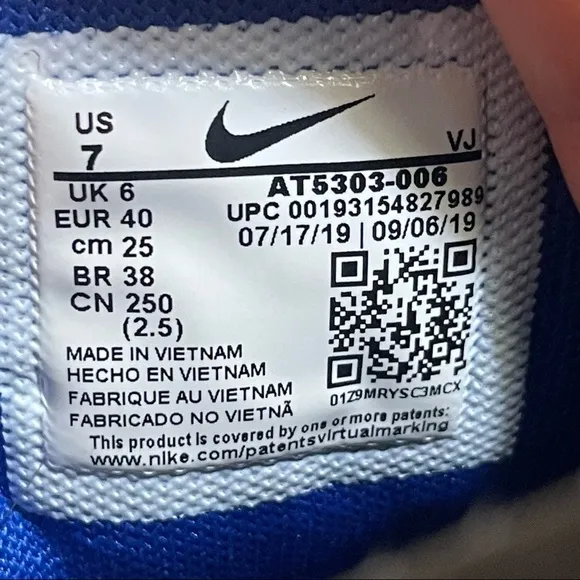 US
7
VJ
UK 6
EUR 40
cm 25
BR 38
CN 250
(2.5)
AT5303-006
UPC 00193154827989
07/17/19 | 09/06/19
01Z9MRYSC3MCX
MADE IN VIETNAM
HECHO EN VIETNAM
FABRIQUE AU VIETNAM
FABRICADO NO VIETNÃ
This product is covered by one or more patents:
www.nike.com/patentsvirtualmarking